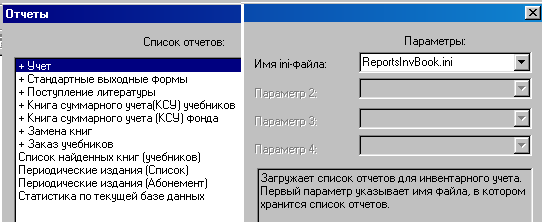 Отчеты
Список отчетов:
+ Учет
+ Стандартные выходные формы
+ Поступление литературы
+ Книга суммарного учета(КСУ) учебников
+ Книга суммарного учета (КСУ) фонда
+ Замена книг
+ Заказ учебников
Список найденных книг (учебников)
Периодические издания (Список)
Периодические издания (Абонемент)
Статистика по текущей базе данных
Параметры:
Имя ini-файла:
ReportsInvBook.ini
Параметр 2:
Параметр 3:
Параметр 4:
Загружает список отчетов для инвентарного учета.
Первый параметр указывает имя файла, в котором
хранится список отчетов.